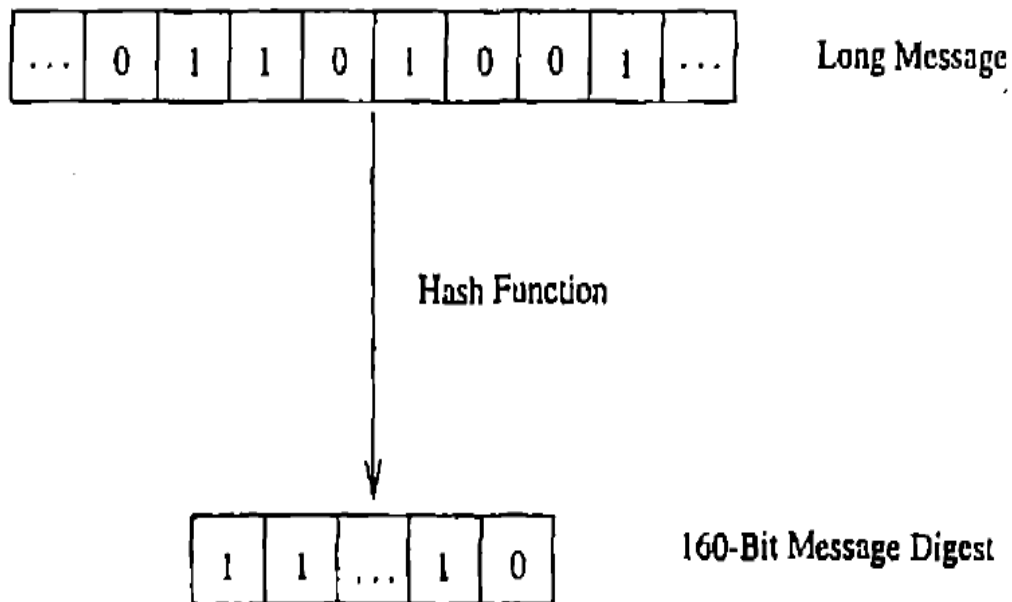 ... 0 1 1 0 1 0 0 1 ... Long Message
Hash Function
1 1 ... 1 0 160-Bit Message Digest